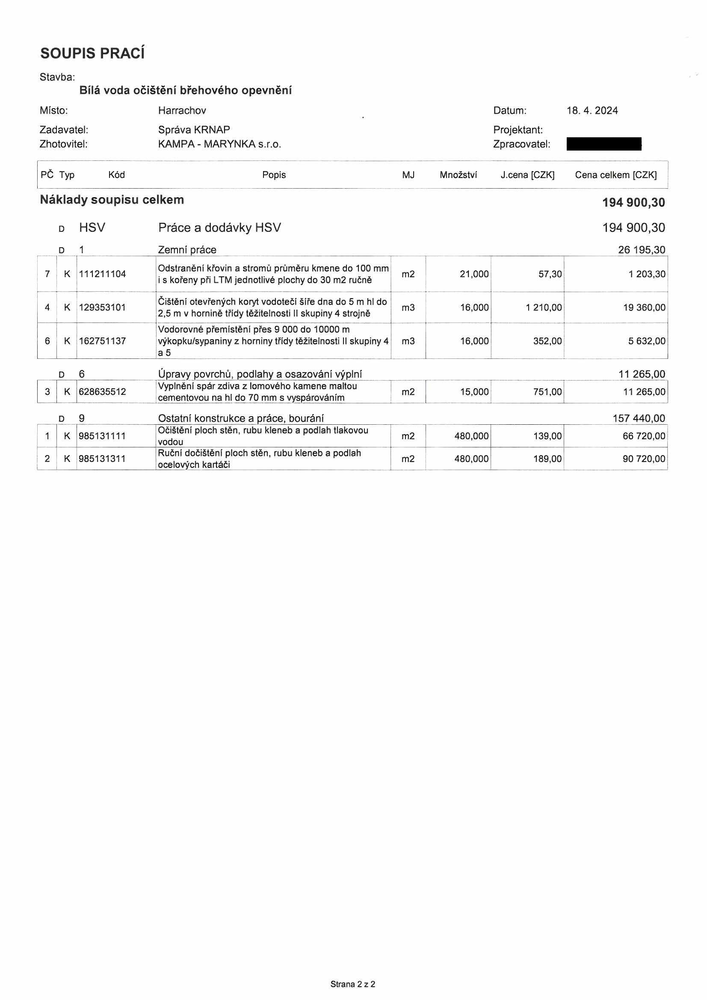 SOUPIS PRACÍ
Stavba:
Bílá voda očištění břehového opevnění
Místo: Harrachov Datum: 18. 4. 2024
Zadavatel: Správa KRNAP Projektant:
Zhotovitel: KAMPA - MARYNKA s.r.o. Zpracovatel:
PČ Typ Kód Popis MJ Množství J.cena [CZK] Cena celkem [CZK]
Náklady soupisu celkem 194 900,30
D HSV Práce a dodávky HSV 194 900,30
D 1 Zemní práce 26 195,30
Odstranění křovin a stromů průměru kmene do 100 mm
7 K 111211104 i s kořeny při LTM jednotlivé plochy do 30 m2 ručně m2 21,000 57,30 1 203,30
Čištění otevřených koryt vodotečí šíře dna do 5 m hl do
4 K 129353101 2,5 m v hornině třídy těžitelnosti II skupiny 4 strojně m3 16,000 1 210,00 19 360,00
Vodorovné přemístění přes 9 000 do 10000 m
6 K 162751137 výkopku/sypaniny z horniny třídy těžitelnosti II skupiny 4 m3 16,000 352,00 5 632,00
a 5
D 6 Úpravy povrchů, podlahy a osazování výplní 11 265,00
Vyplnění spár zdiva z lomového kamene maltou
3 K 628635512 cementovou na hl do 70 mm s vyspárováním m2 15,000 751,00 11 265,00
D 9 Ostatní konstrukce a práce, bourání 157 440,00
Očištění ploch stěn, rubu kleneb a podlah tlakovou
1 K 985131111 vodou m2 480,000 139,00 66 720,00
Ruční dočištění ploch stěn, rubu kleneb a podlah
2 K 985131311 ocelových kartáči m2 480,000 189,00 90 720,00
Strana 2 z 2